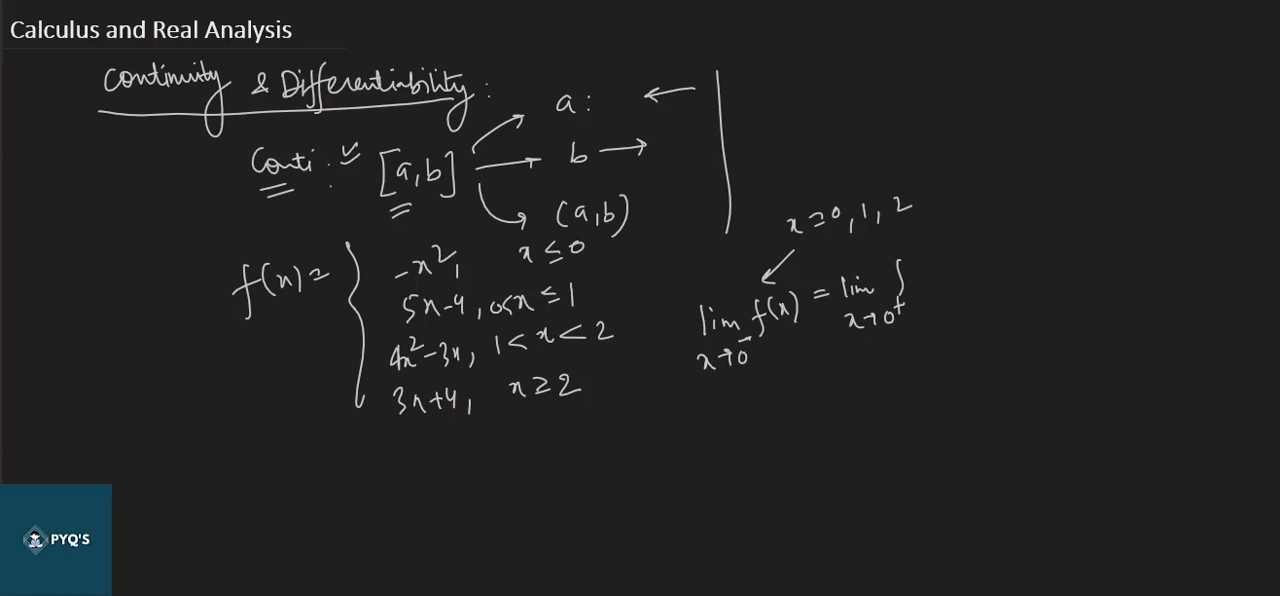 Calculus and Real Analysis
Continuity & Differentiability :
Conti : [a,b] → a : ←
→ b →
→ (a,b)
x = 0, 1, 2
f(x) = { -x², x ≤ 0
5x-4, 0<x ≤ 1
4x²-3x, 1 < x < 2
3x+4, x ≥ 2
lim x→0⁻ f(x) = lim x→0⁺ f
PYQ'S